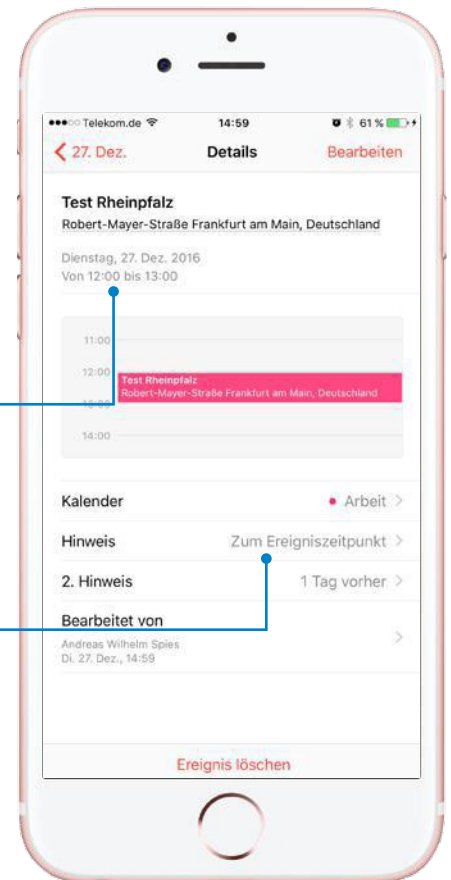 Telekom.de 14:59 61 %
27. Dez. Details Bearbeiten
Test Rheinpfalz
Robert-Mayer-Straße Frankfurt am Main, Deutschland
Dienstag, 27. Dez. 2016
Von 12:00 bis 13:00
11:00
12:00
Test Rheinpfalz
Robert-Mayer-Straße Frankfurt am Main, Deutschland
13:00
14:00
Kalender Arbeit
Hinweis Zum Ereigniszeitpunkt
2. Hinweis 1 Tag vorher
Bearbeitet von
Andreas Wilhelm Spies
Di. 27. Dez., 14:59
Ereignis löschen